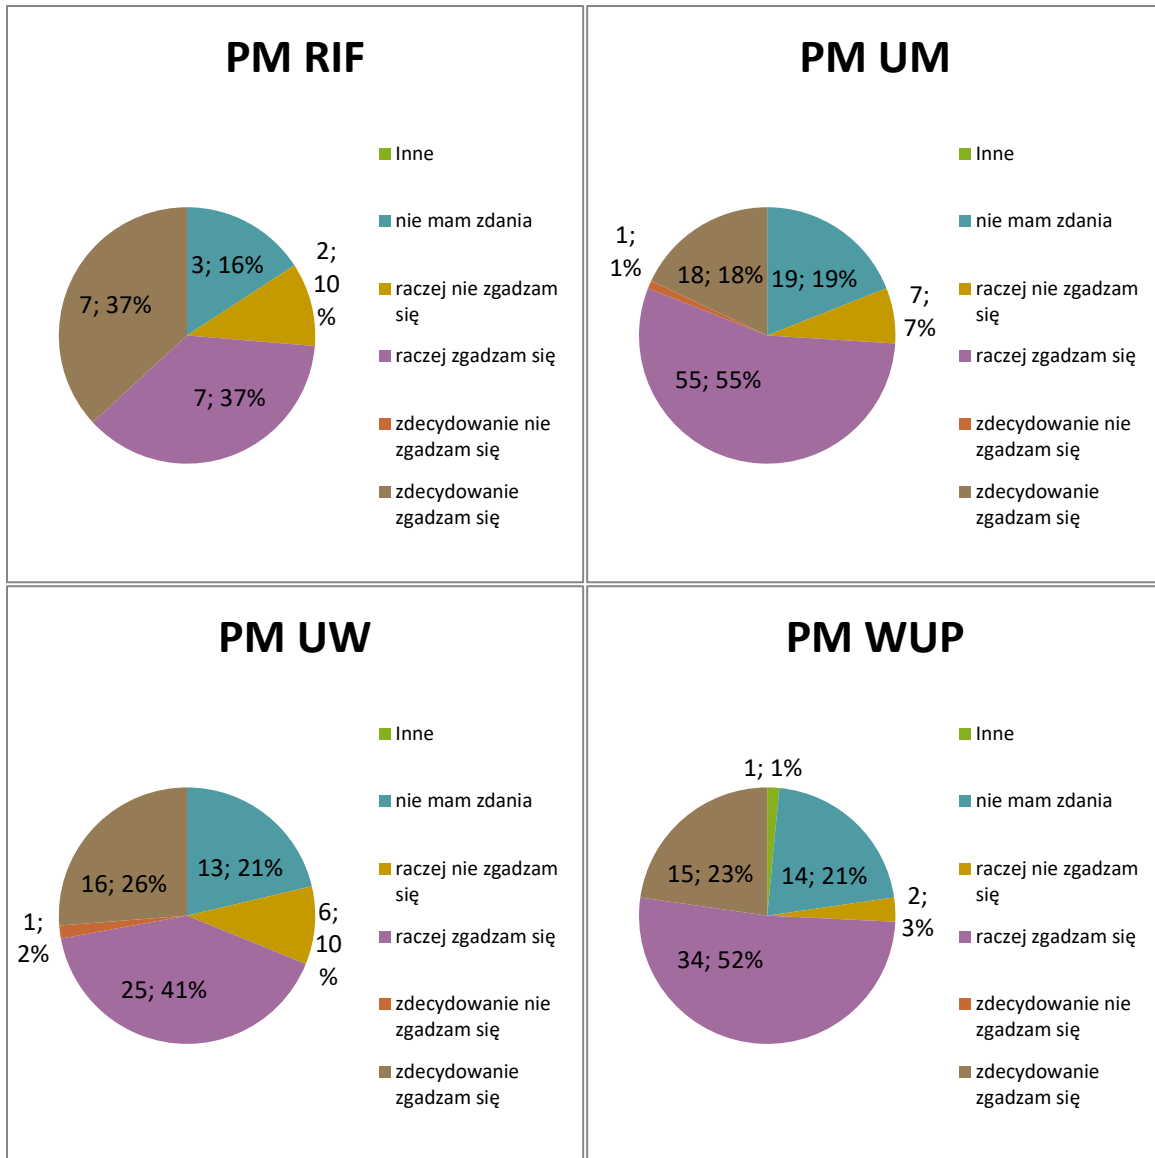 PM RIF
Inne
nie mam zdania
raczej nie zgadzam
się
raczej zgadzam się
zdecydowanie nie
zgadzam się
zdecydowanie
zgadzam się
3; 16%
2;
10
%
7; 37%
7; 37%
PM UM
Inne
nie mam zdania
raczej nie zgadzam
się
raczej zgadzam się
zdecydowanie nie
zgadzam się
zdecydowanie
zgadzam się
1;
1%
18; 18%
19; 19%
7;
7%
55; 55%
PM UW
Inne
nie mam zdania
raczej nie zgadzam
się
raczej zgadzam się
zdecydowanie nie
zgadzam się
zdecydowanie
zgadzam się
16; 26%
13; 21%
1;
2%
6;
10
%
25; 41%
PM WUP
Inne
nie mam zdania
raczej nie zgadzam
się
raczej zgadzam się
zdecydowanie nie
zgadzam się
zdecydowanie
zgadzam się
1; 1%
15; 23%
14; 21%
2;
3%
34; 52%